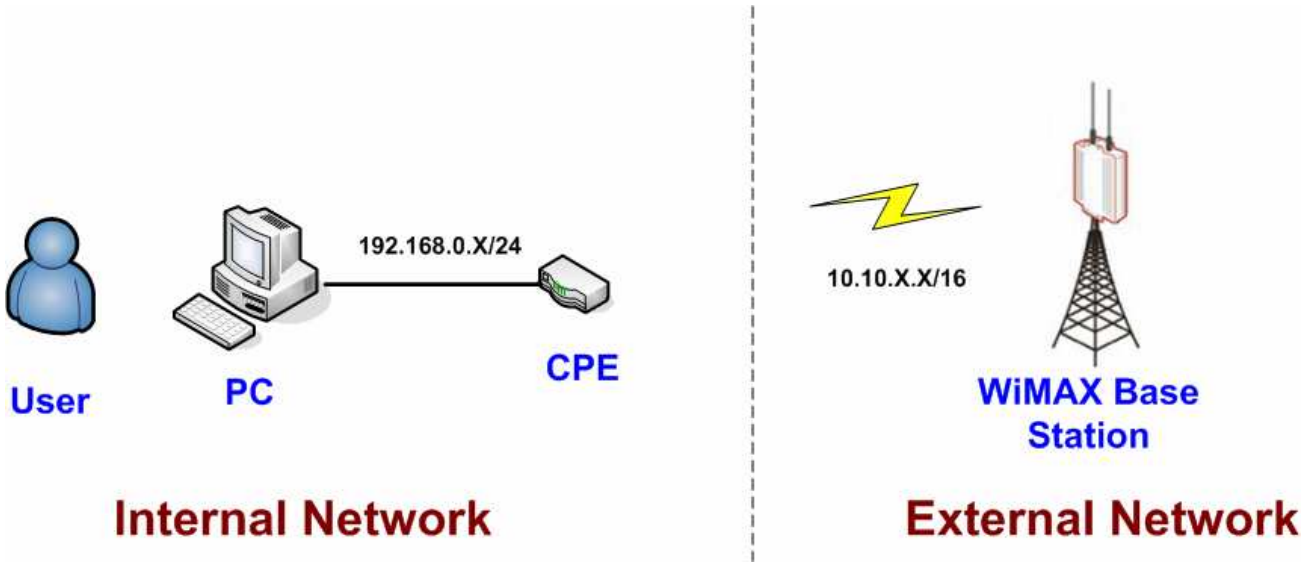 192.168.0.X/24
10.10.X.X/16
User
PC
CPE
WiMAX Base
Station
Internal Network
External Network